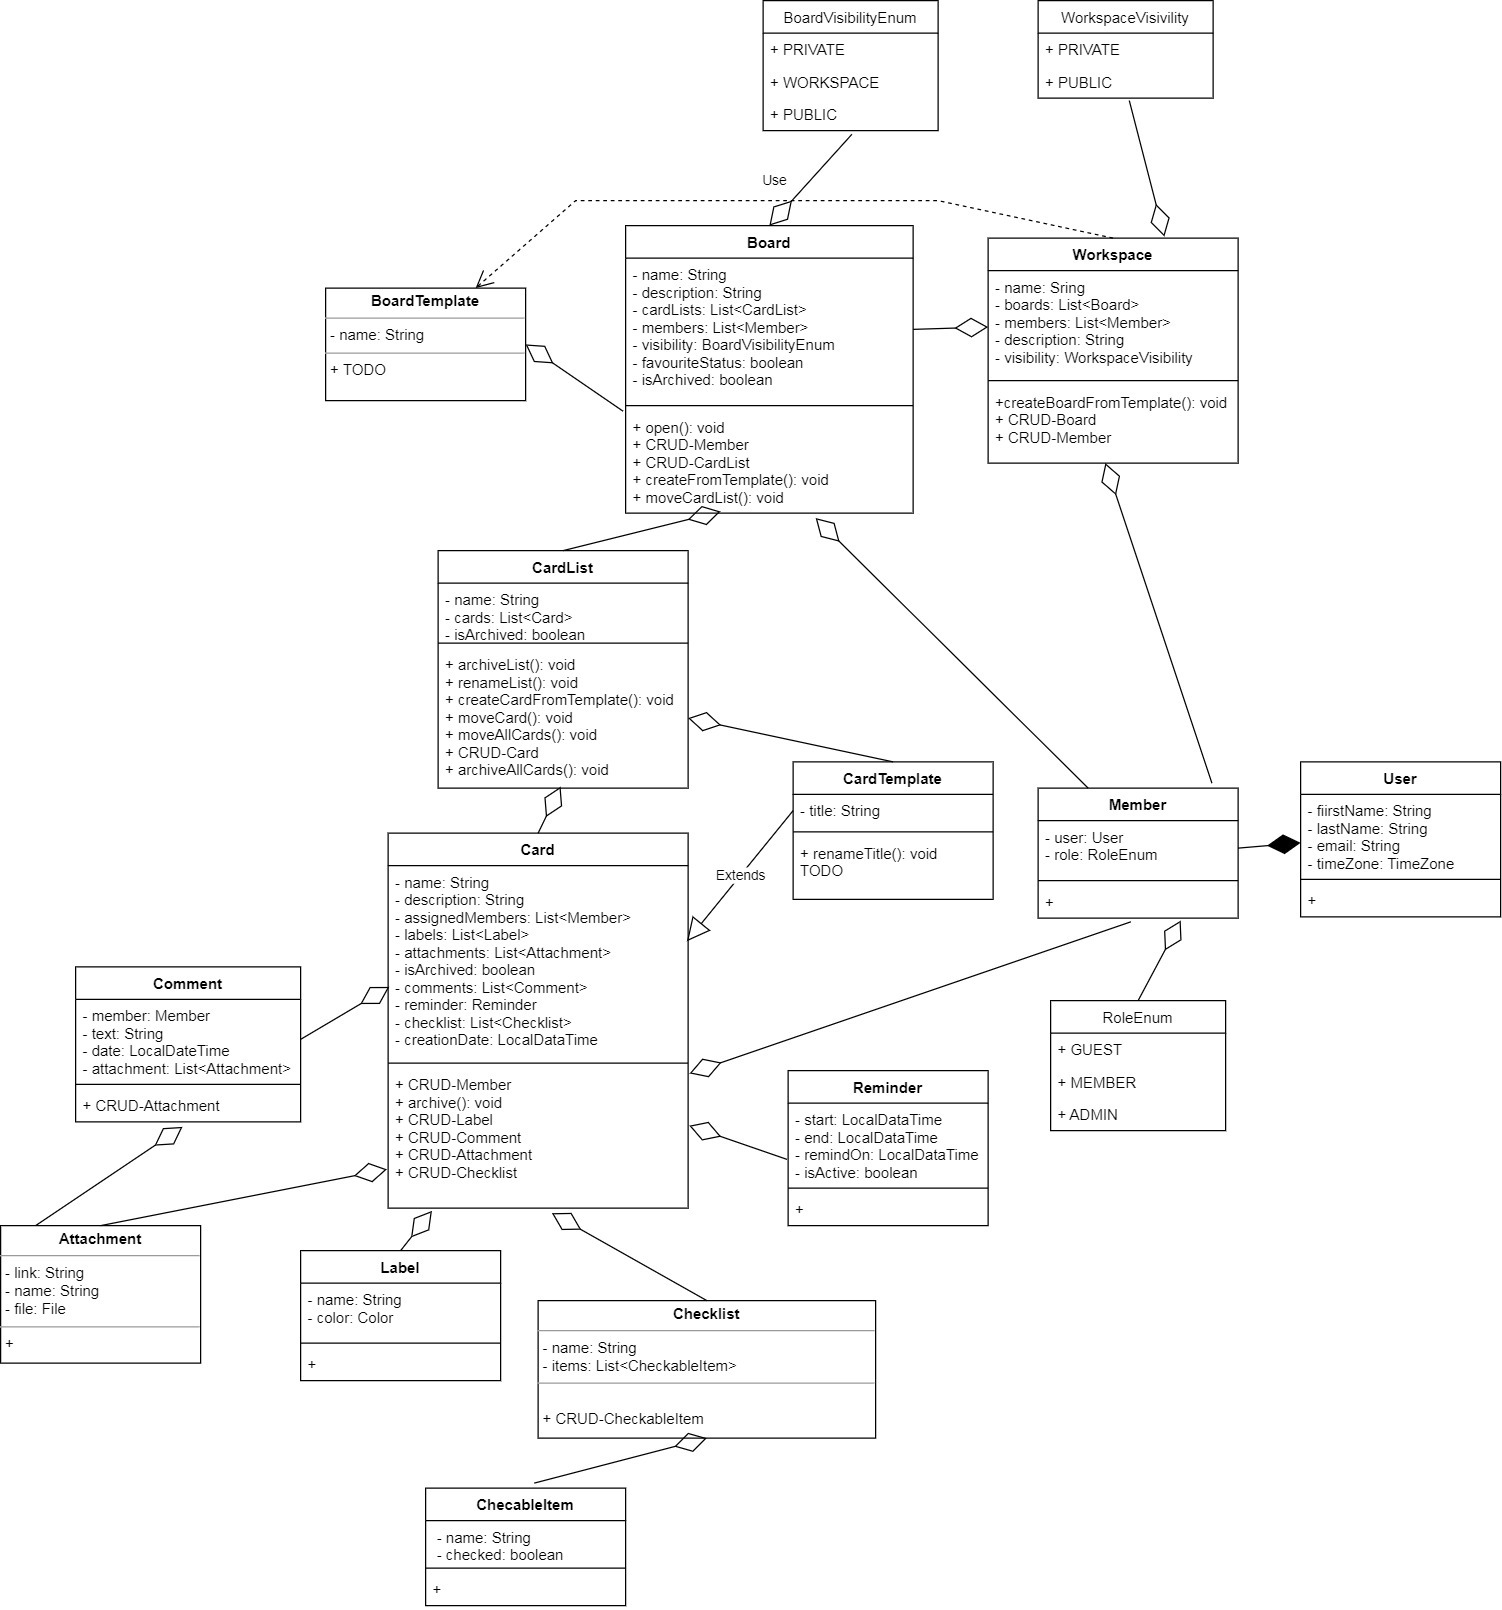 BoardVisibilityEnum
+ PRIVATE
+ WORKSPACE
+ PUBLIC
WorkspaceVisivility
+ PRIVATE
+ PUBLIC
Use
Board
- name: String
- description: String
- cardLists: List<CardList>
- members: List<Member>
- visibility: BoardVisibilityEnum
- favouriteStatus: boolean
- isArchived: boolean
+ open(): void
+ CRUD-Member
+ CRUD-CardList
+ createFromTemplate(): void
+ moveCardList(): void
Workspace
- name: Sring
- boards: List<Board>
- members: List<Member>
- description: String
- visibility: WorkspaceVisibility
+createBoardFromTemplate(): void
+ CRUD-Board
+ CRUD-Member
BoardTemplate
- name: String
+ TODO
CardList
- name: String
- cards: List<Card>
- isArchived: boolean
+ archiveList(): void
+ renameList(): void
+ createCardFromTemplate(): void
+ moveCard(): void
+ moveAllCards(): void
+ CRUD-Card
+ archiveAllCards(): void
CardTemplate
- title: String
+ renameTitle(): void
TODO
Extends
Member
- user: User
- role: RoleEnum
+
User
- fiirstName: String
- lastName: String
- email: String
- timeZone: TimeZone
+
Card
- name: String
- description: String
- assignedMembers: List<Member>
- labels: List<Label>
- attachments: List<Attachment>
- isArchived: boolean
- comments: List<Comment>
- reminder: Reminder
- checklist: List<Checklist>
- creationDate: LocalDataTime
+ CRUD-Member
+ archive(): void
+ CRUD-Label
+ CRUD-Comment
+ CRUD-Attachment
+ CRUD-Checklist
Comment
- member: Member
- text: String
- date: LocalDateTime
- attachment: List<Attachment>
+ CRUD-Attachment
RoleEnum
+ GUEST
+ MEMBER
+ ADMIN
Reminder
- start: LocalDataTime
- end: LocalDataTime
- remindOn: LocalDataTime
- isActive: boolean
+
Attachment
- link: String
- name: String
- file: File
+
Label
- name: String
- color: Color
+
Checklist
- name: String
- items: List<CheckableItem>
+ CRUD-CheckableItem
ChecableItem
- name: String
- checked: boolean
+